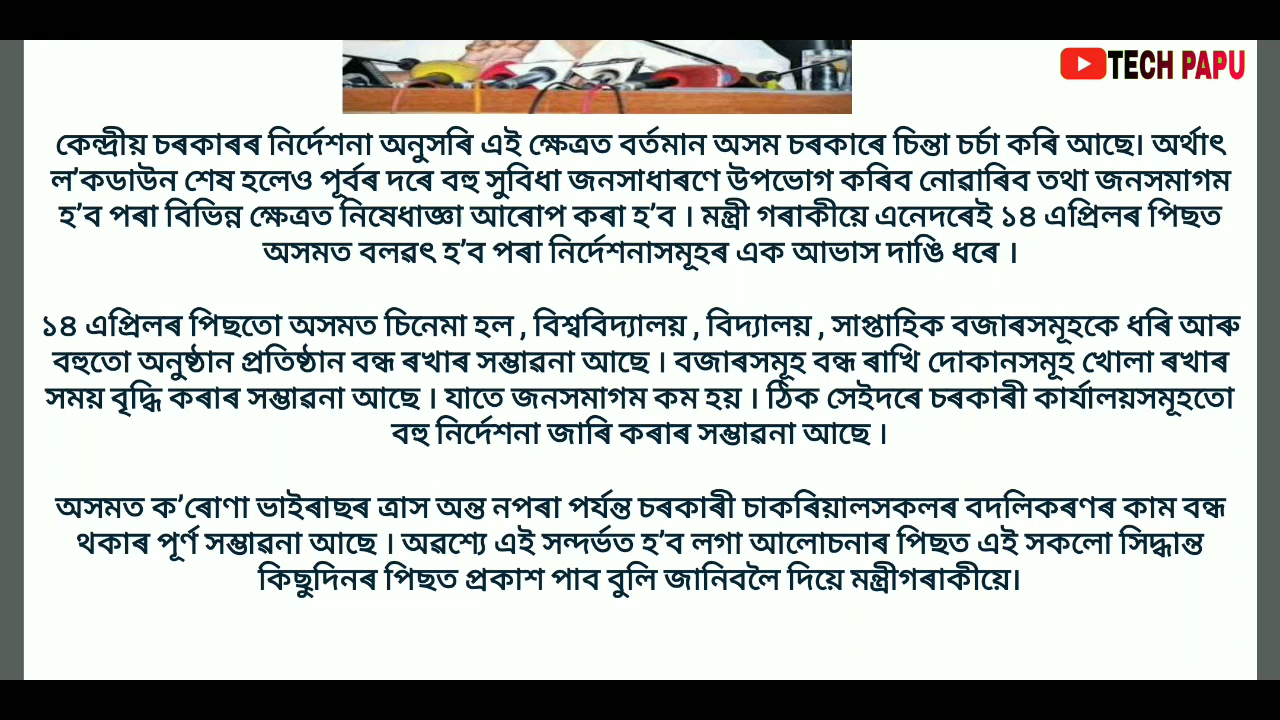 TECH PAPU
কেন্দ্ৰীয় চৰকাৰৰ নিৰ্দেশনা অনুসৰি এই ক্ষেত্ৰত বৰ্তমান অসম চৰকাৰে চিন্তা চৰ্চা কৰি আছে। অৰ্থাৎ
ল'কডাউন শেষ হলেও পূৰ্বৰ দৰে বহু সুবিধা জনসাধাৰণে উপভোগ কৰিব নোৱাৰিব তথা জনসমাগম
হ'ব পৰা বিভিন্ন ক্ষেত্ৰত নিষেধাজ্ঞা আৰোপ কৰা হ'ব । মন্ত্ৰী গৰাকীয়ে এনেদৰেই ১৪ এপ্ৰিলৰ পিছত
অসমত বলৱৎ হ'ব পৰা নিৰ্দেশনাসমূহৰ এক আভাস দাঙি ধৰে ।
১৪ এপ্ৰিলৰ পিছতো অসমত চিনেমা হল , বিশ্ববিদ্যালয় , বিদ্যালয় , সাপ্তাহিক বজাৰসমূহকে ধৰি আৰু
বহুতো অনুষ্ঠান প্ৰতিষ্ঠান বন্ধ ৰখাৰ সম্ভাৱনা আছে । বজাৰসমূহ বন্ধ ৰাখি দোকানসমূহ খোলা ৰখাৰ
সময় বৃদ্ধি কৰাৰ সম্ভাৱনা আছে । যাতে জনসমাগম কম হয় । ঠিক সেইদৰে চৰকাৰী কাৰ্যালয়সমূহতো
বহু নিৰ্দেশনা জাৰি কৰাৰ সম্ভাৱনা আছে ।
অসমত ক'ৰোণা ভাইৰাছৰ ত্ৰাস অন্ত নপৰা পৰ্যন্ত চৰকাৰী চাকৰিয়ালসকলৰ বদলিকৰণৰ কাম বন্ধ
থকাৰ পূৰ্ণ সম্ভাৱনা আছে । অৱশ্যে এই সন্দৰ্ভত হ'ব লগা আলোচনাৰ পিছত এই সকলো সিদ্ধান্ত
কিছুদিনৰ পিছত প্ৰকাশ পাব বুলি জানিবলৈ দিয়ে মন্ত্ৰীগৰাকীয়ে।